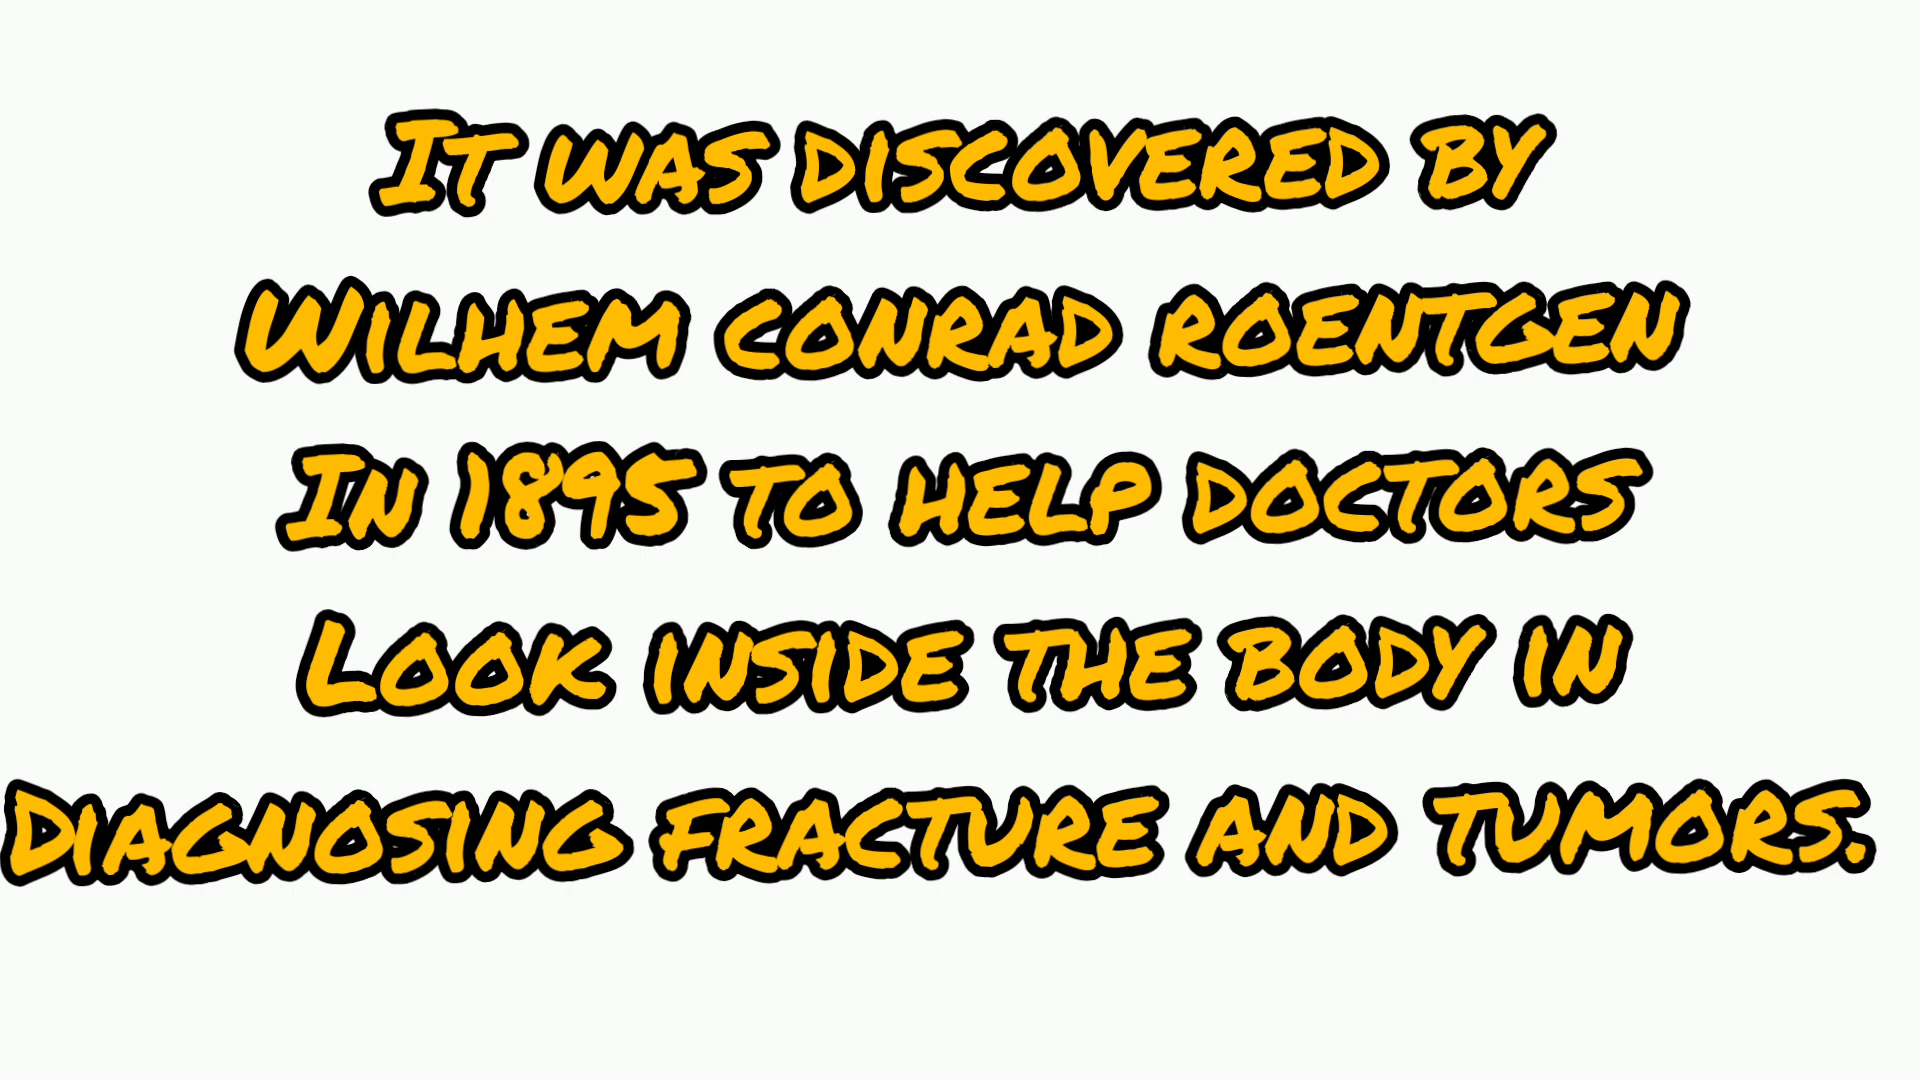 It was discovered by
Wilhem conrad roentgen
In 1895 to help doctors
Look inside the body in
Diagnosing fracture and tumors.